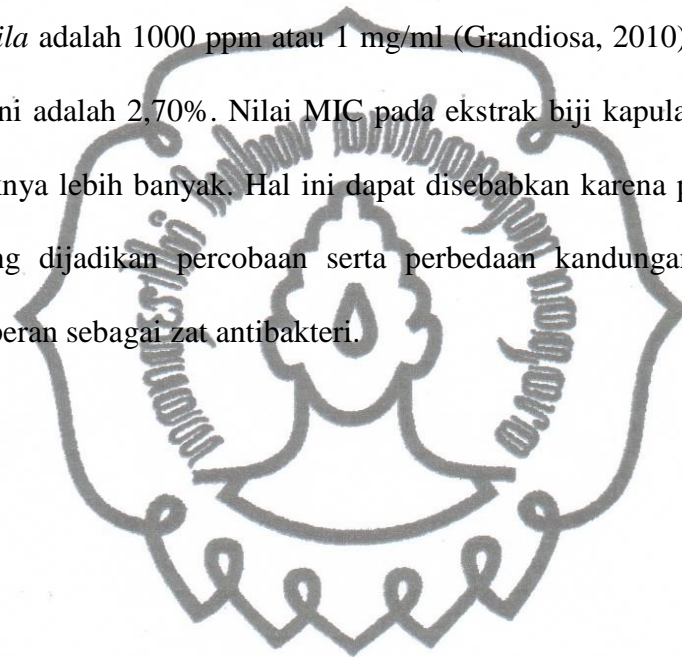 ila adalah 1000 ppm atau 1 mg/ml (Grandiosa, 2010)
ni adalah 2,70%. Nilai MIC pada ekstrak biji kapula
knya lebih banyak. Hal ini dapat disebabkan karena p
ng dijadikan percobaan serta perbedaan kandungan
peran sebagai zat antibakteri.